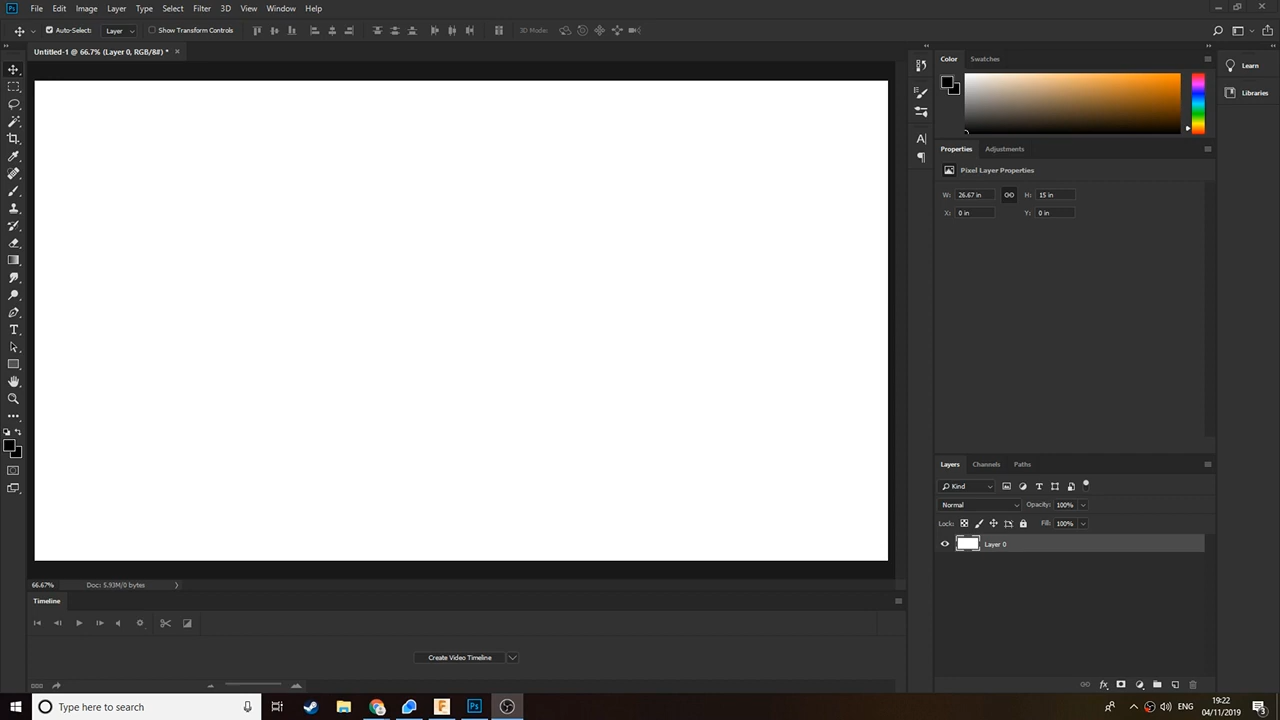 Ps File Edit Image Layer Type Select Filter 3D View Window Help
Auto-Select: Layer Show Transform Controls 3D Mode:
Untitled-1 @ 66.7% (Layer 0, RGB/8#) * ×
Color Swatches
Learn
Libraries
Properties Adjustments
Pixel Layer Properties
W: 26.67 in H: 15 in
X: 0 in Y: 0 in
Layers Channels Paths
Kind
Normal Opacity: 100%
Lock: Fill: 100%
Layer 0
66.67% Doc: 5.93M/0 bytes
Timeline
Create Video Timeline
Type here to search
Ps
ENG
19:22
04/11/2019